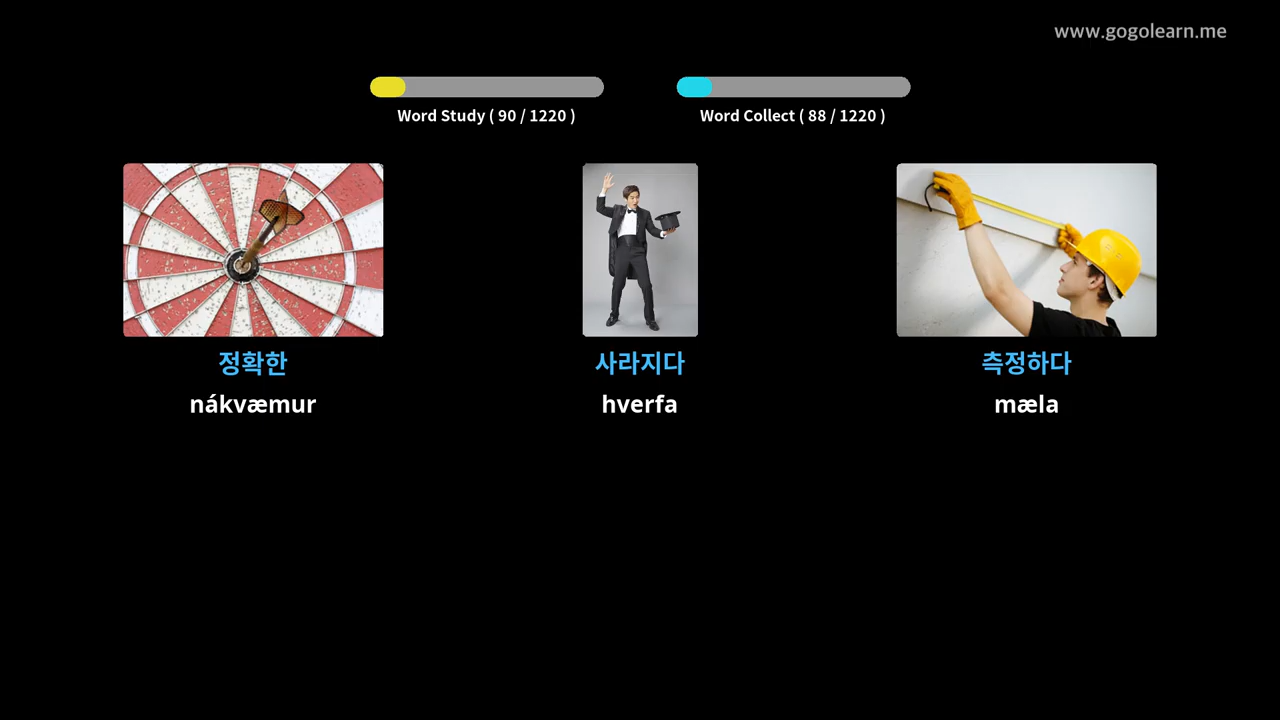 www.gogolearn.me
Word Study ( 90 / 1220 )
Word Collect ( 88 / 1220 )
정확한
사라지다
측정하다
nákvæmur
hverfa
mæla